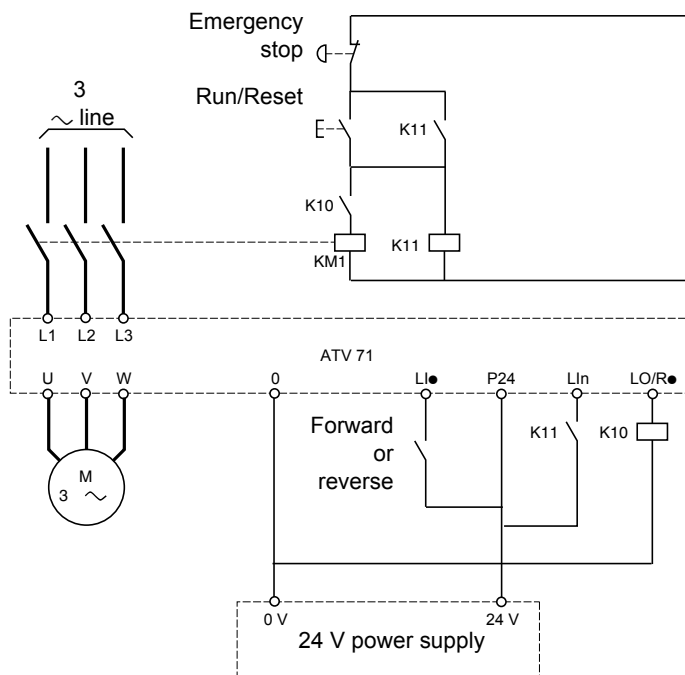 Emergency
stop
3
~ line
Run/Reset
K11
K10
KM1
K11
L1 L2 L3
ATV 71
U V W 0 LI● P24 LIn LO/R●
Forward
or
reverse
K11 K10
M
3 ~
0 V 24 V
24 V power supply